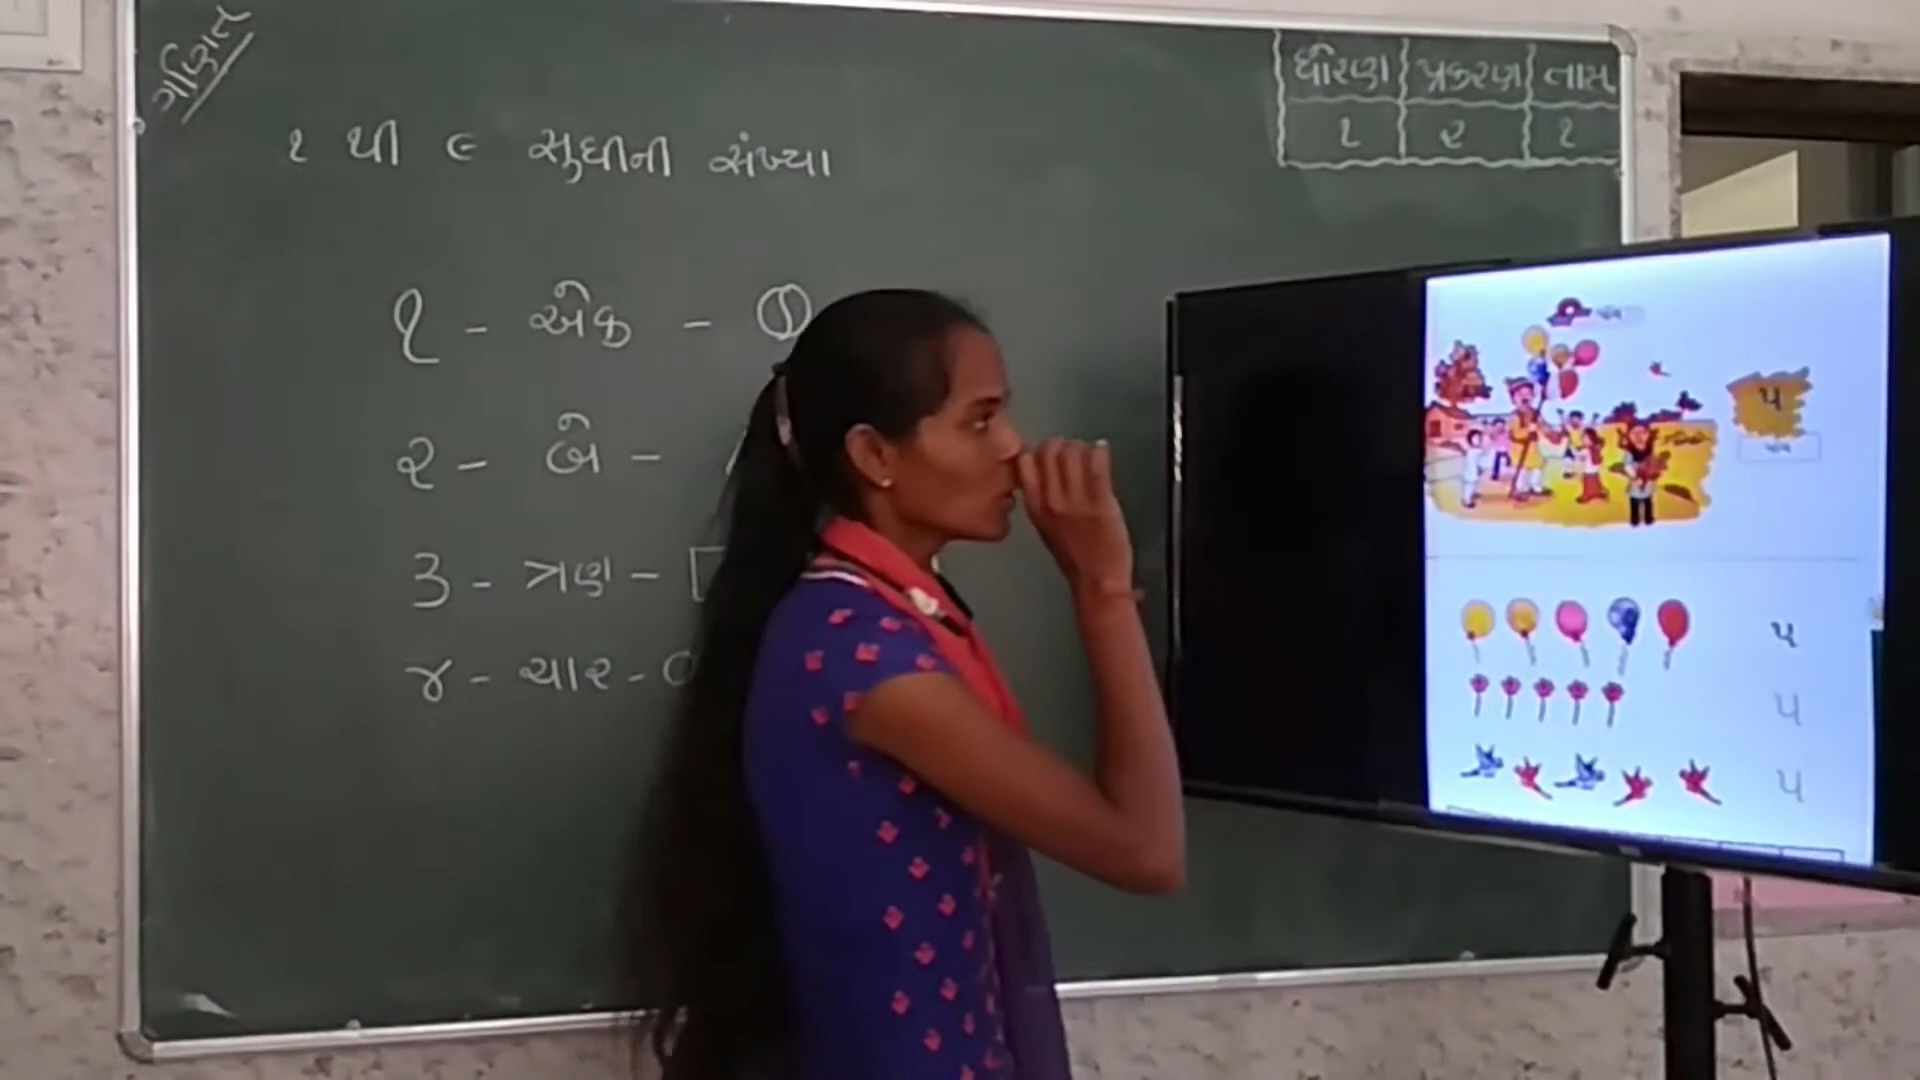 ગણિત
ધોરણ પ્રકરણ તાસ
૧ ૨ ૧
૧ થી ૯ સુધીની સંખ્યા
૧ - એક -
૨ - બે -
૩ - ત્રણ -
૪ - ચાર -
પાંચ
૫
પાંચ
૫
૫
૫